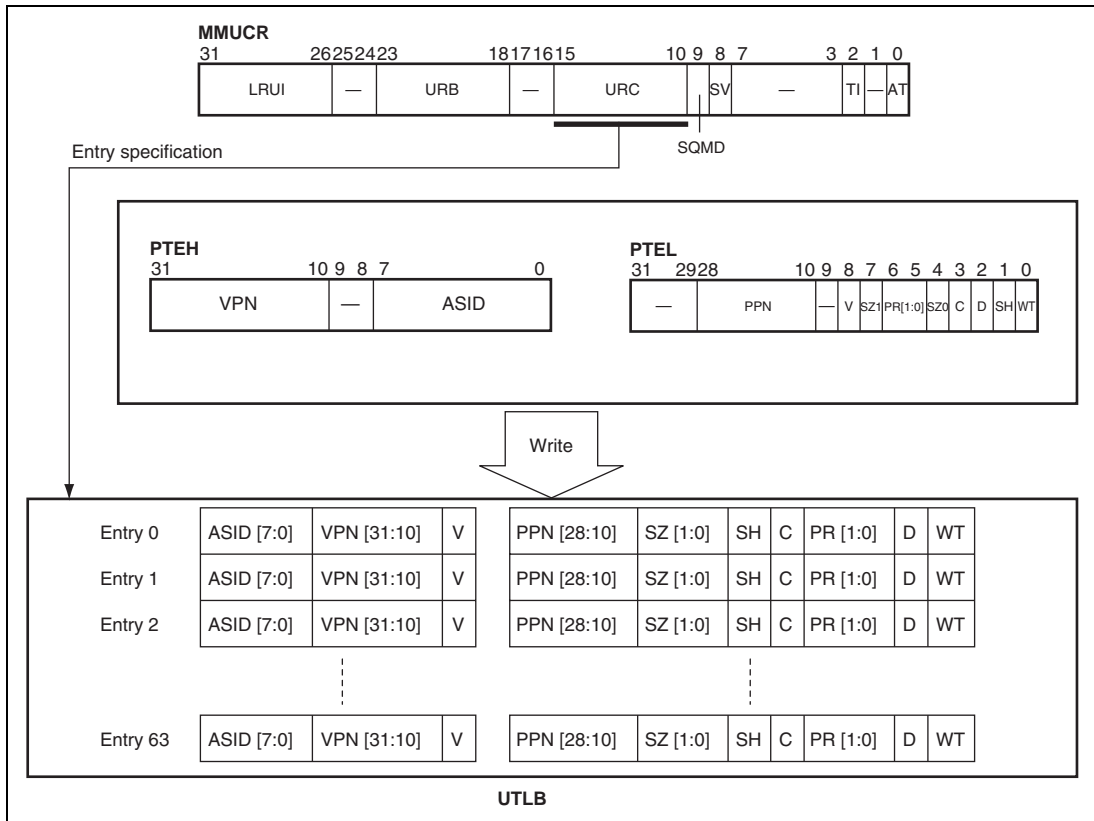 MMUCR
31 26 25 24 23 18 17 16 15 10 9 8 7 3 2 1 0
LRUI — URB — URC SV — TI — AT
SQMD
Entry specification
PTEH
31 10 9 8 7 0
VPN — ASID
PTEL
31 29 28 10 9 8 7 6 5 4 3 2 1 0
— PPN — V SZ1 PR[1:0] SZ0 C D SH WT
Write
Entry 0 ASID [7:0] VPN [31:10] V PPN [28:10] SZ [1:0] SH C PR [1:0] D WT
Entry 1 ASID [7:0] VPN [31:10] V PPN [28:10] SZ [1:0] SH C PR [1:0] D WT
Entry 2 ASID [7:0] VPN [31:10] V PPN [28:10] SZ [1:0] SH C PR [1:0] D WT
Entry 63 ASID [7:0] VPN [31:10] V PPN [28:10] SZ [1:0] SH C PR [1:0] D WT
UTLB